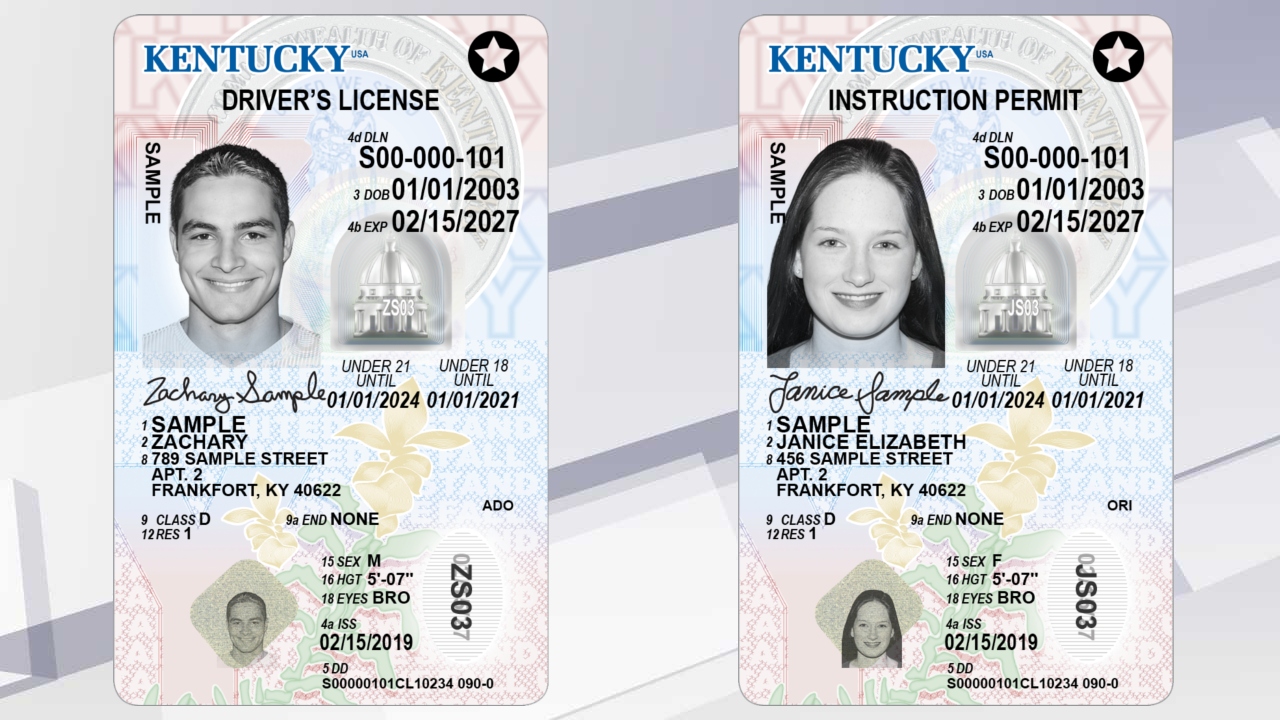 KENTUCKY USA
DRIVER'S LICENSE
SAMPLE
4d DLN
S00-000-101
3 DOB 01/01/2003
4b EXP 02/15/2027
ZS03
UNDER 21 UNTIL 01/01/2024
UNDER 18 UNTIL 01/01/2021
Zachary Sample
1 SAMPLE
2 ZACHARY
8 789 SAMPLE STREET
APT. 2
FRANKFORT, KY 40622
ADO
9 CLASS D 9a END NONE
12 RES 1
15 SEX M
16 HGT 5'-07"
18 EYES BRO
0ZS037
4a ISS
02/15/2019
5 DD
S00000101CL10234 090-0
KENTUCKY USA
INSTRUCTION PERMIT
SAMPLE
4d DLN
S00-000-101
3 DOB 01/01/2003
4b EXP 02/15/2027
JS03
UNDER 21 UNTIL 01/01/2024
UNDER 18 UNTIL 01/01/2021
Janice Sample
1 SAMPLE
2 JANICE ELIZABETH
8 456 SAMPLE STREET
APT. 2
FRANKFORT, KY 40622
ORI
9 CLASS D 9a END NONE
12 RES 1
15 SEX F
16 HGT 5'-07"
18 EYES BRO
0JS037
4a ISS
02/15/2019
5 DD
S00000101CL10234 090-0